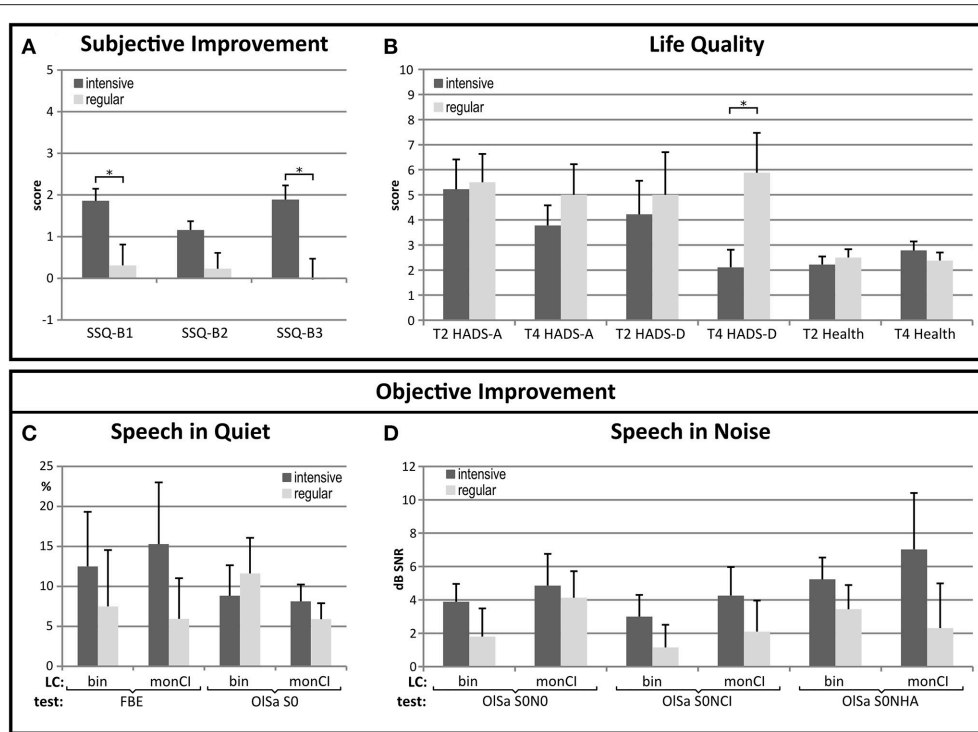 A Subjective Improvement
5
4
3
2
1
0
-1
score
intensive
regular
*
*
SSQ-B1 SSQ-B2 SSQ-B3
B Life Quality
10
9
8
7
6
5
4
3
2
1
0
score
intensive
regular
*
T2 HADS-A T4 HADS-A T2 HADS-D T4 HADS-D T2 Health T4 Health
Objective Improvement
C Speech in Quiet
25
%
20
15
10
5
0
intensive
regular
LC: bin monCI bin monCI
test: FBE OlSa S0
D Speech in Noise
12
10
8
6
4
2
0
dB SNR
intensive
regular
LC: bin monCI bin monCI bin monCI
test: OlSa S0N0 OlSa S0NCI OlSa S0NHA